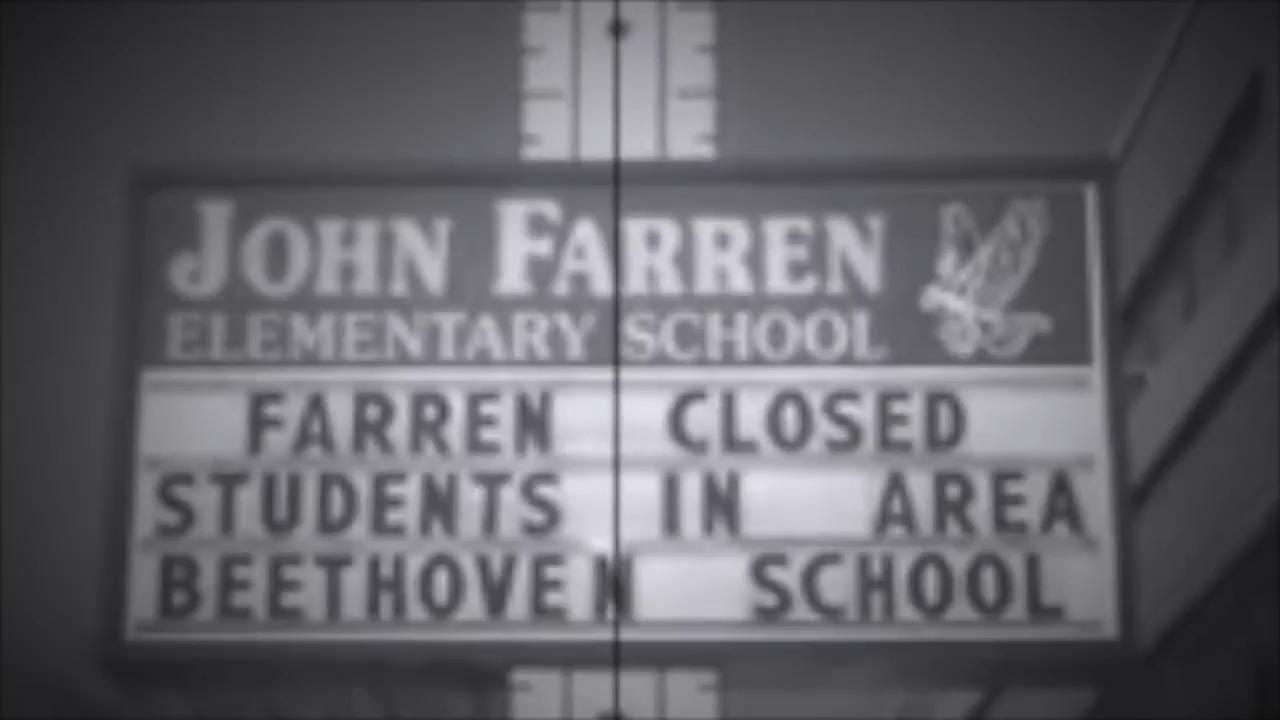 JOHN FARREN
ELEMENTARY SCHOOL
FARREN CLOSED
STUDENTS IN AREA
BEETHOVEN SCHOOL